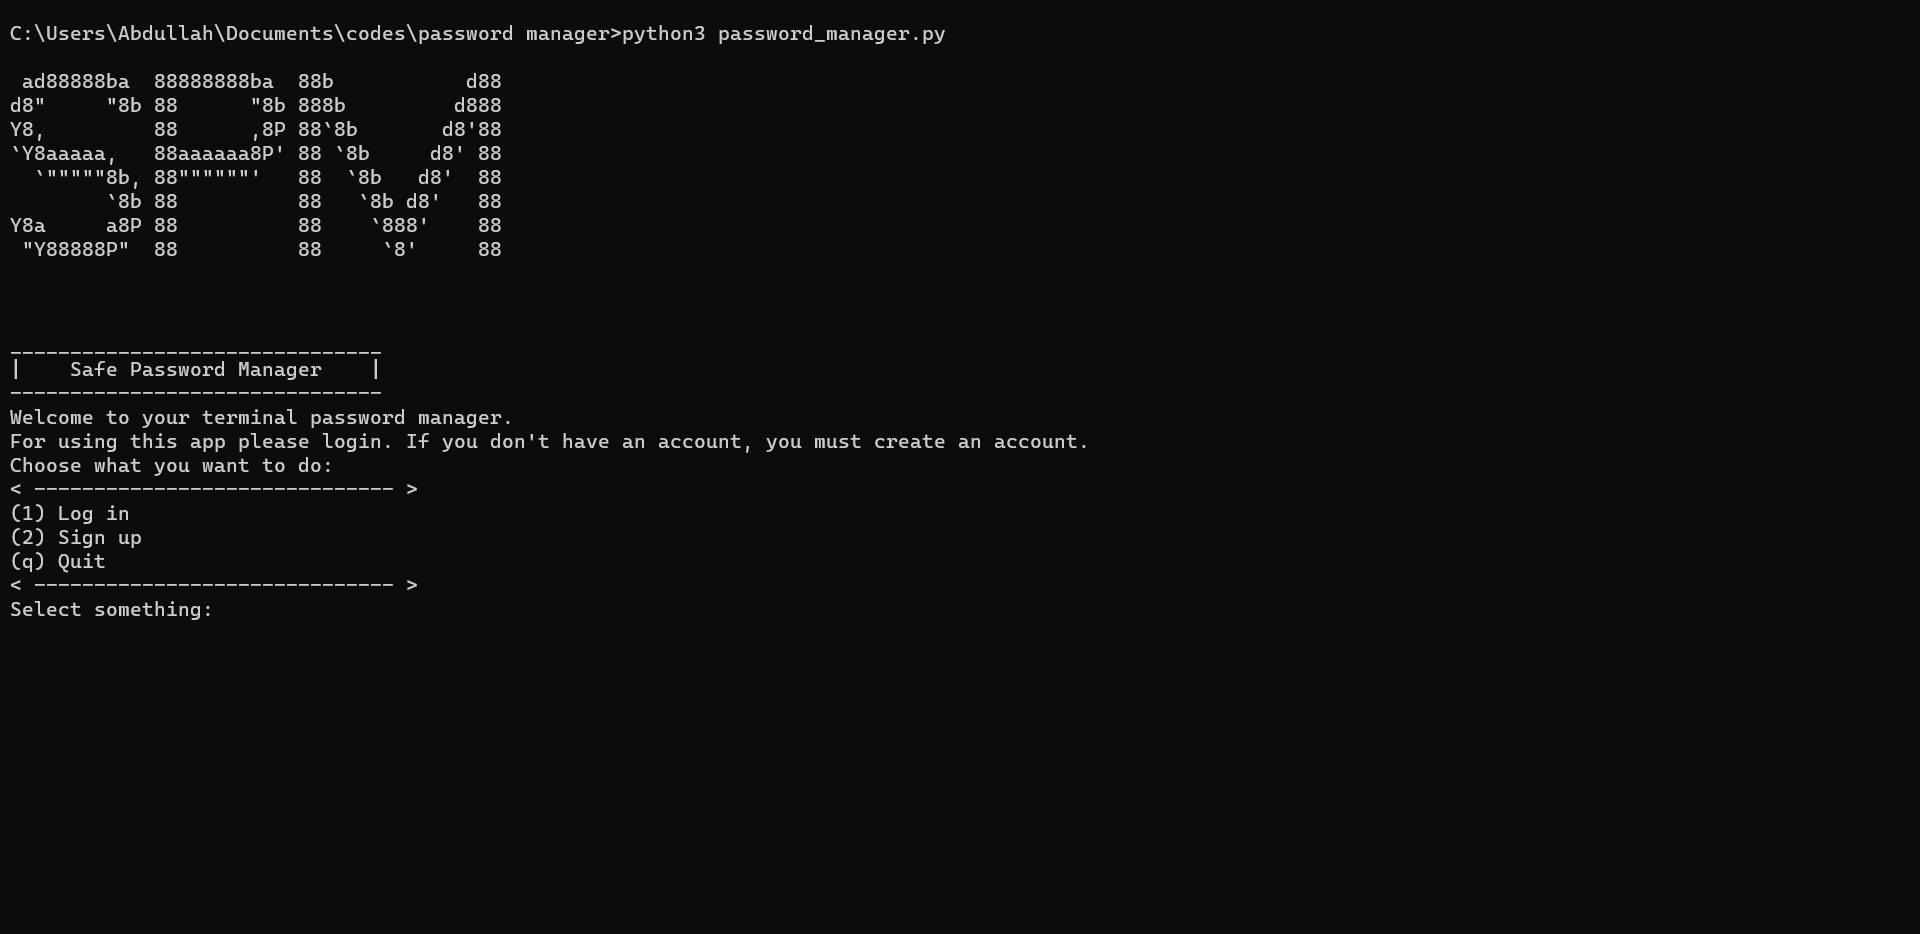 C:\Users\Abdullah\Documents\codes\password manager>python3 password_manager.py

 ad88888ba  88888888ba  88b           d88
d8"     "8b 88      "8b 888b         d888
Y8,         88      ,8P 88`8b       d8'88
`Y8aaaaa,   88aaaaaa8P' 88 `8b     d8' 88
  `"""""8b, 88""""""'   88  `8b   d8'  88
        `8b 88          88   `8b d8'   88
Y8a     a8P 88          88    `888'    88
 "Y88888P"  88          88     `8'     88

-------------------------------
|    Safe Password Manager    |
-------------------------------
Welcome to your terminal password manager.
For using this app please login. If you don't have an account, you must create an account.
Choose what you want to do:
< ------------------------------ >
(1) Log in
(2) Sign up
(q) Quit
< ------------------------------ >
Select something: